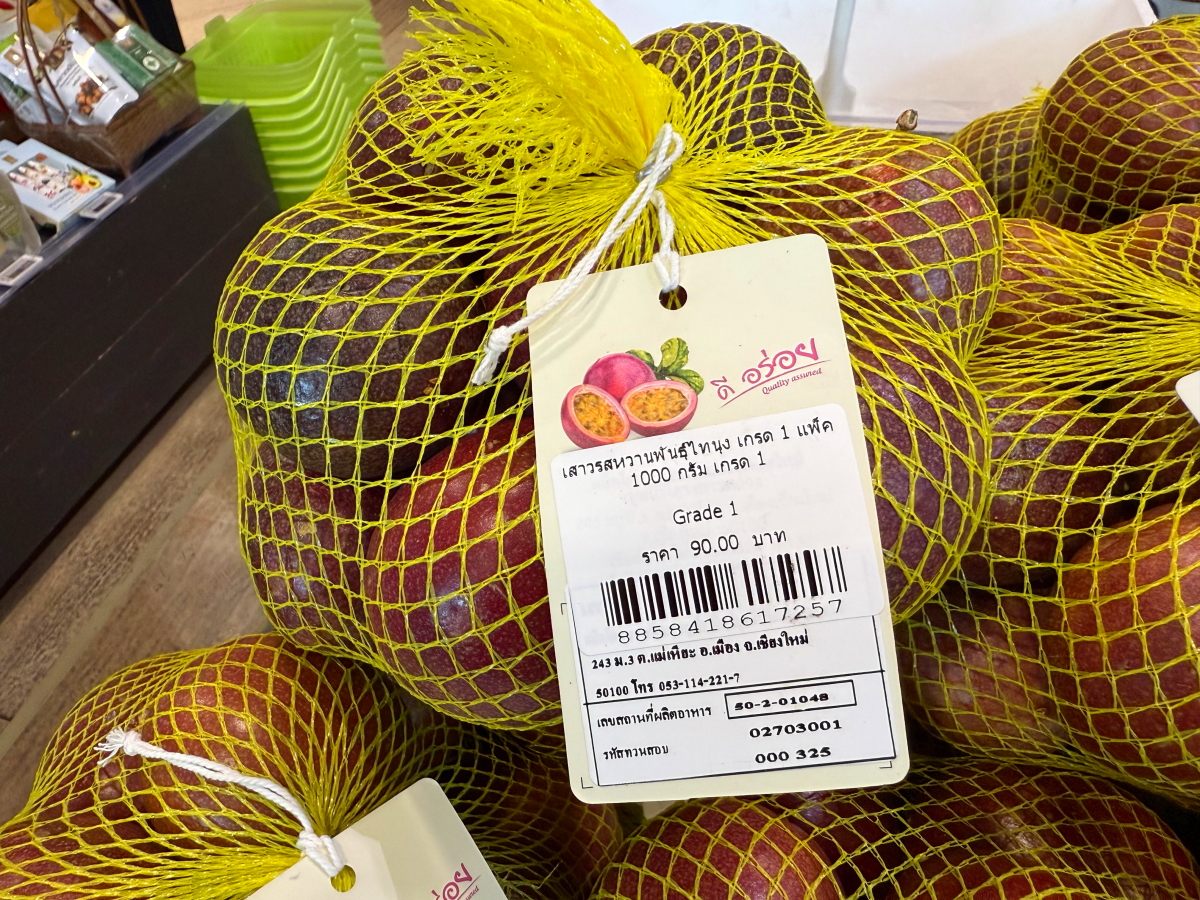 ดี อร่อย
Quality assured
เสาวรสหวานพันธุ์ไทนุง เกรด 1 แพ็ค
1000 กรัม เกรด 1
Grade 1
ราคา 90.00 บาท
8858418617257
243 ม.3 ต.แม่เหียะ อ.เมือง จ.เชียงใหม่
50100 โทร 053-114-221-7
เลขสถานที่ผลิตอาหาร 50-2-01048
02703001
รหัสทวนสอบ 000 325
อร่อย